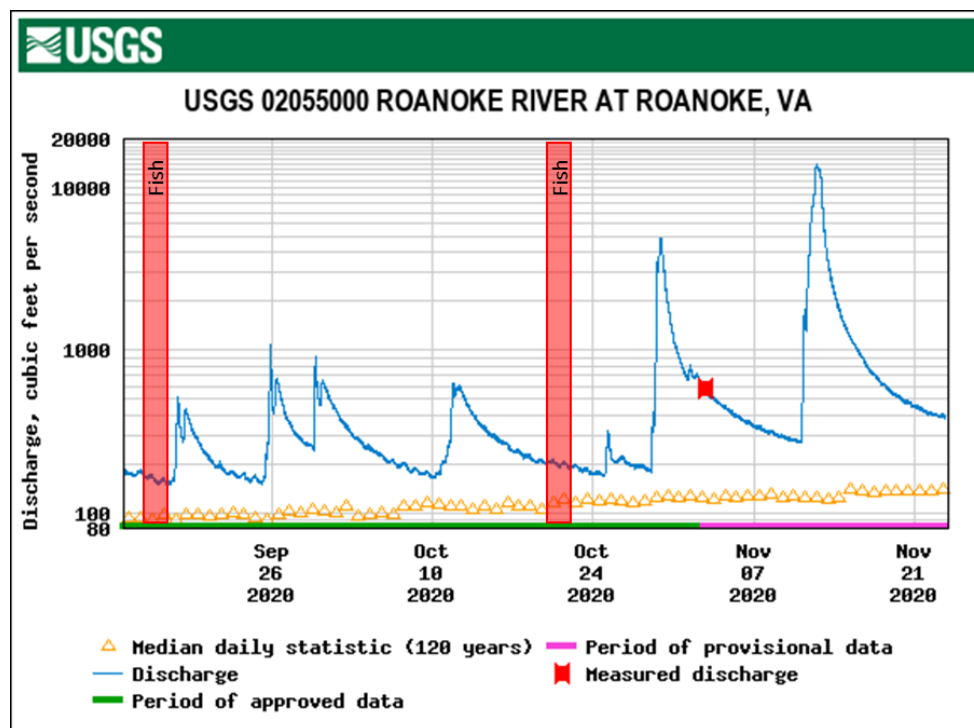 USGS
USGS 02055000 ROANOKE RIVER AT ROANOKE, VA
Discharge, cubic feet per second
20000
10000
1000
100
80
Fish
Fish
Sep 26 2020
Oct 10 2020
Oct 24 2020
Nov 07 2020
Nov 21 2020
Median daily statistic (120 years)
Period of provisional data
Discharge
Measured discharge
Period of approved data